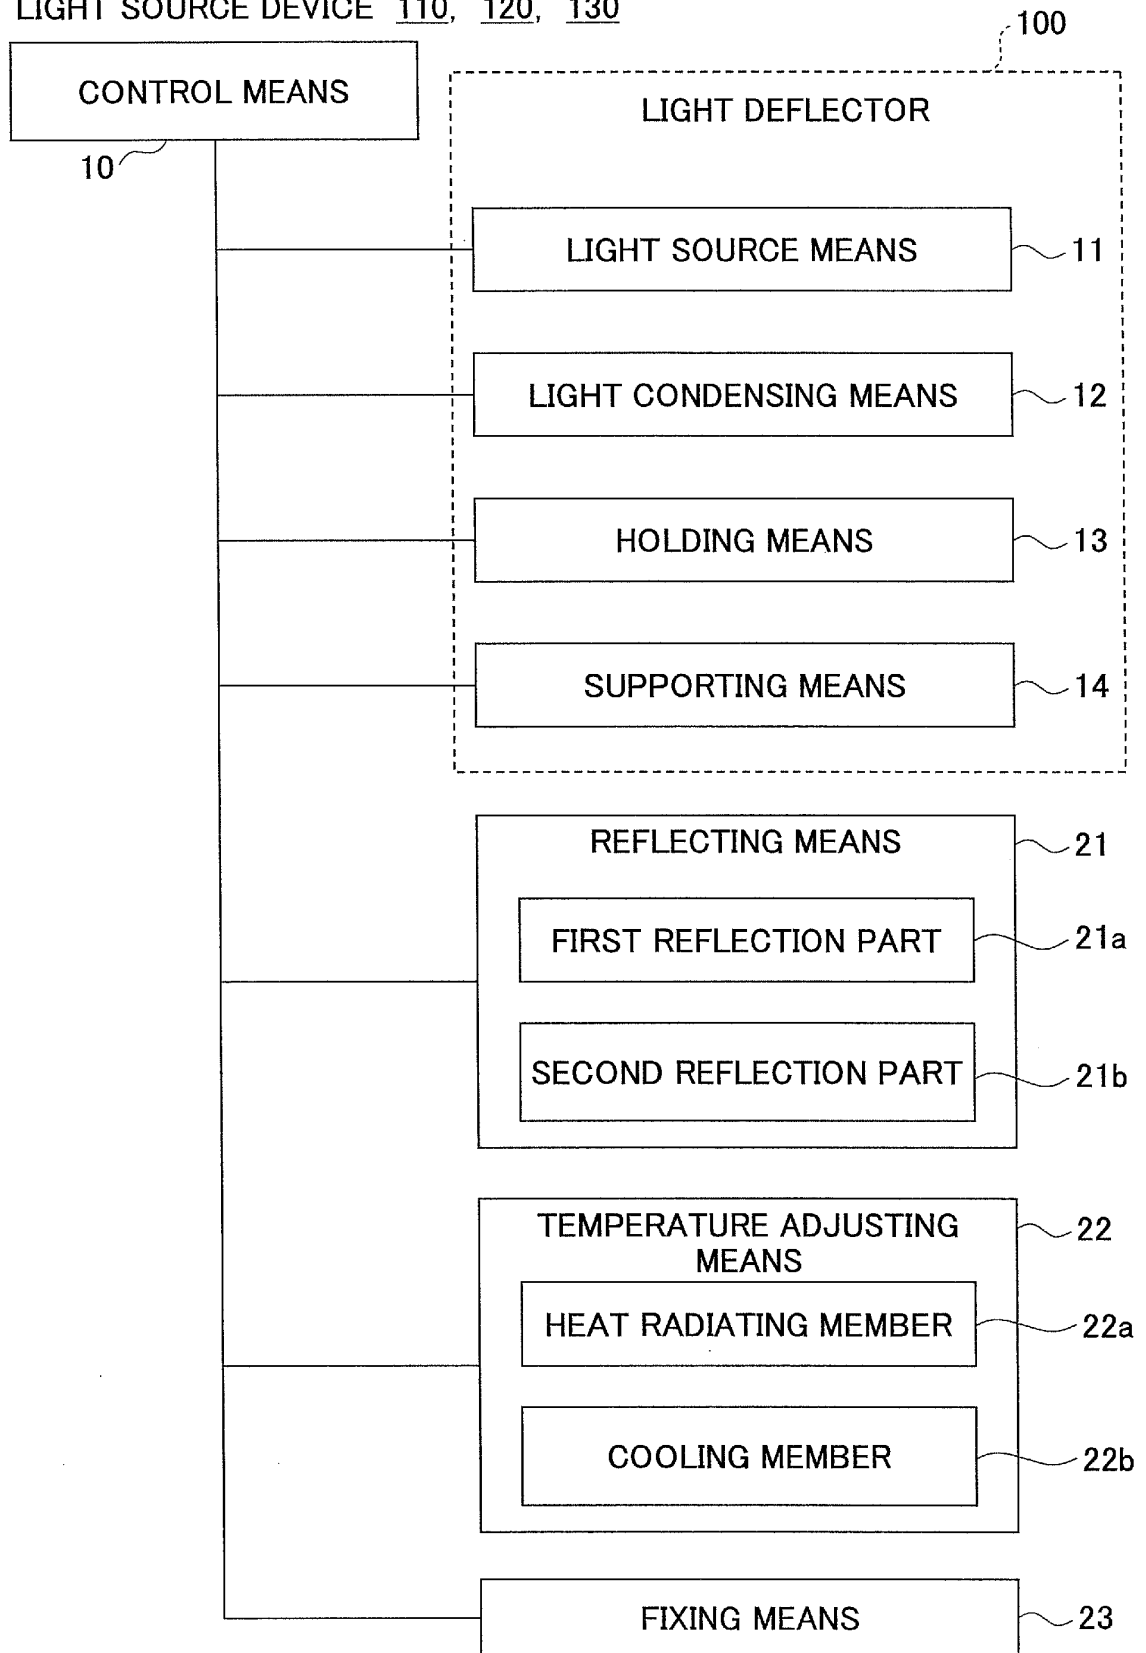 LIGHT SOURCE DEVICE 110, 120, 130
100
CONTROL MEANS
10
LIGHT DEFLECTOR
LIGHT SOURCE MEANS
11
LIGHT CONDENSING MEANS
12
HOLDING MEANS
13
SUPPORTING MEANS
14
REFLECTING MEANS
21
FIRST REFLECTION PART
21a
SECOND REFLECTION PART
21b
TEMPERATURE ADJUSTING
MEANS
22
HEAT RADIATING MEMBER
22a
COOLING MEMBER
22b
FIXING MEANS
23